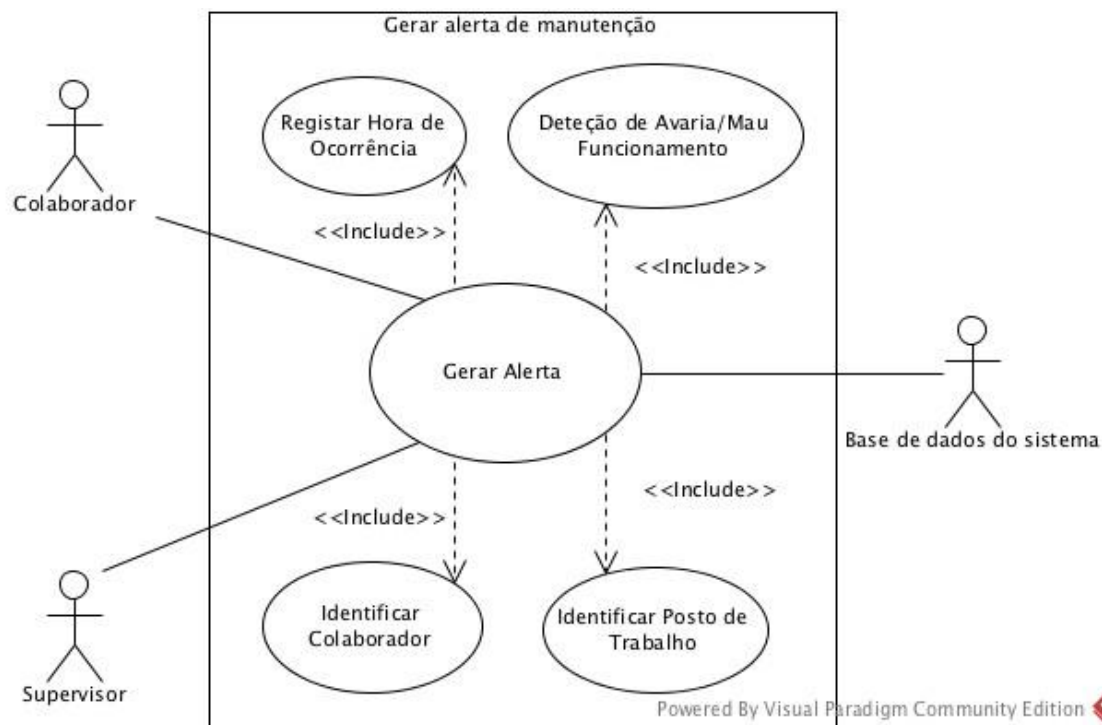 Gerar alerta de manutenção
Registar Hora de
Ocorrência
Deteção de Avaria/Mau
Funcionamento
Colaborador
<<Include>>
<<Include>>
Gerar Alerta
Base de dados do sistema
<<Include>>
<<Include>>
Identificar
Colaborador
Identificar Posto de
Trabalho
Supervisor
Powered By Visual Paradigm Community Edition